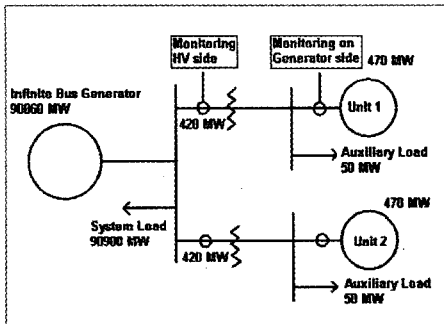 Monitoring
HV side
Monitoring on
Generator side
470 MW
Infinite Bus Generator
90060 MW
420 MW
Unit 1
Auxiliary Load
50 MW
System Load
90900 MW
420 MW
470 MW
Unit 2
Auxiliary Load
50 MW